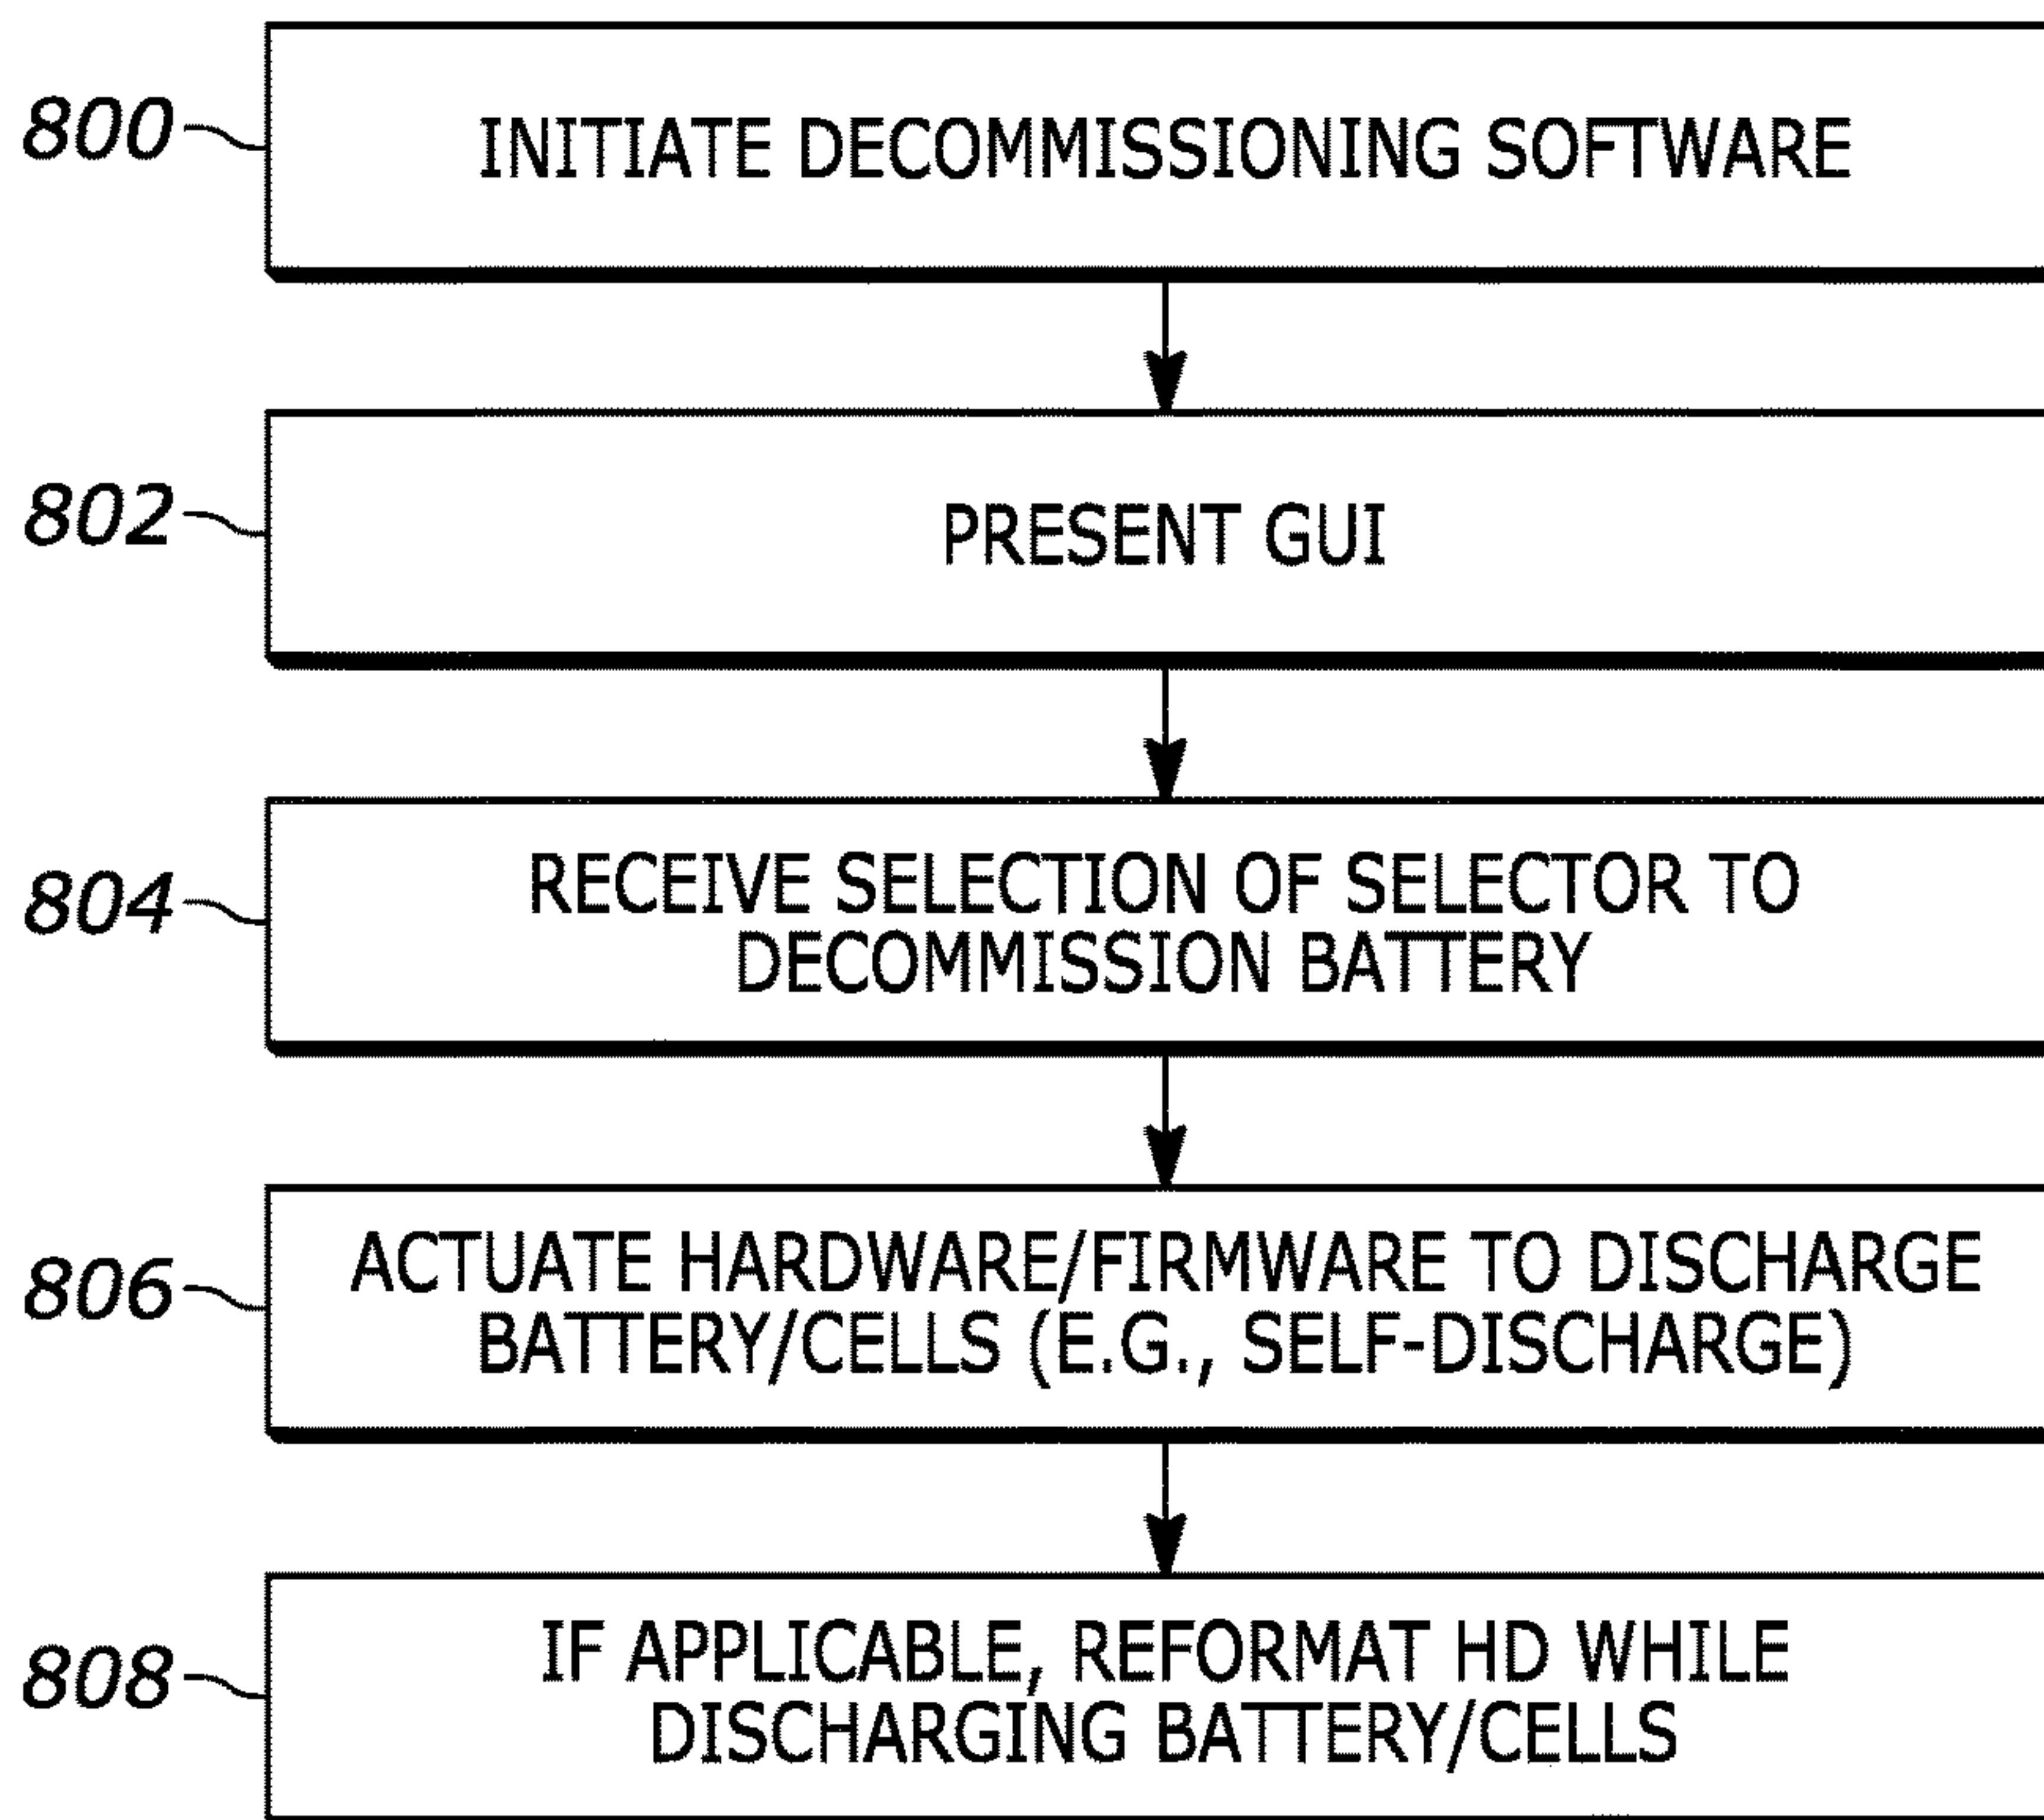 800
INITIATE DECOMMISSIONING SOFTWARE
802
PRESENT GUI
804
RECEIVE SELECTION OF SELECTOR TO
DECOMMISSION BATTERY
806
ACTUATE HARDWARE/FIRMWARE TO DISCHARGE
BATTERY/CELLS (E.G., SELF-DISCHARGE)
808
IF APPLICABLE, REFORMAT HD WHILE
DISCHARGING BATTERY/CELLS